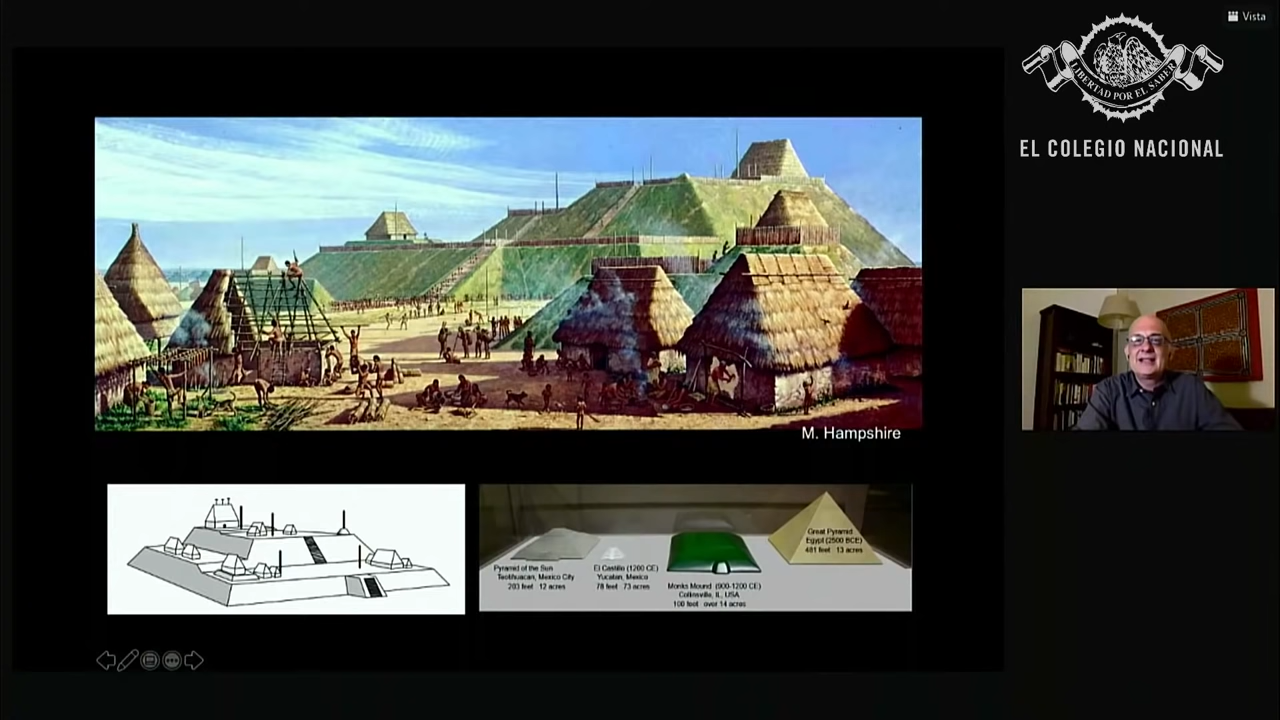 Vista
LIBERTAD POR EL SABER
EL COLEGIO NACIONAL
M. Hampshire
Pyramid of the Sun
Teotihuacan, Mexico City
203 feet 12 acres
El Castillo (1200 CE)
Yucatan, Mexico
78 feet .73 acres
Monks Mound (900-1200 CE)
Collinsville, IL, USA
100 feet over 14 acres
Great Pyramid
Egypt (2500 BCE)
481 feet 13 acres